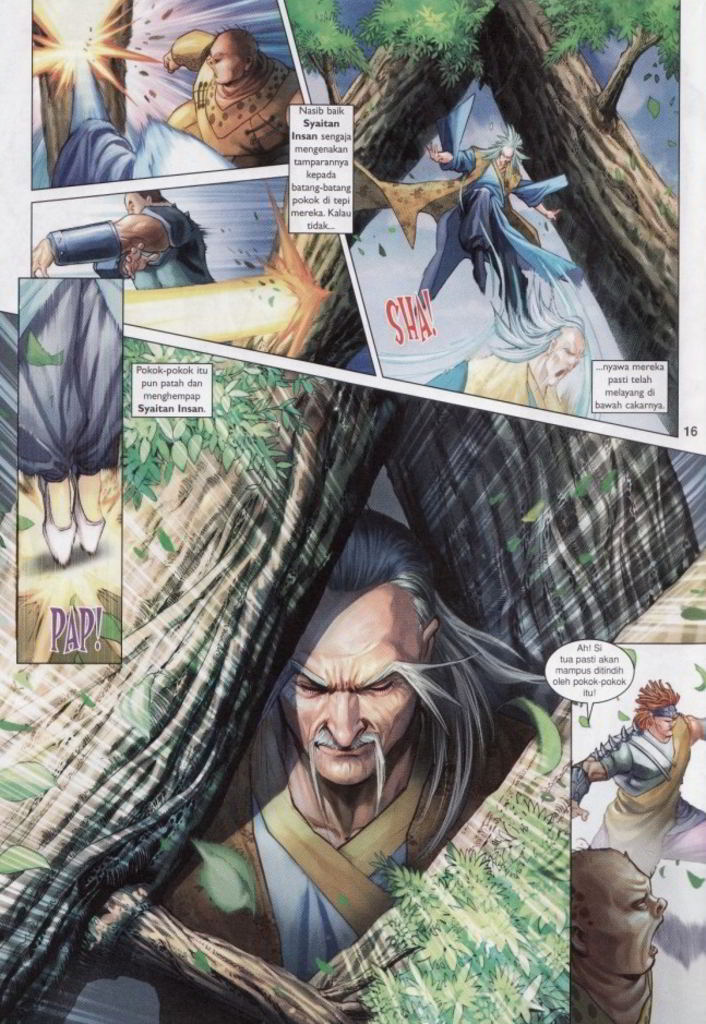 Nasib baik
Syaitan
Insan sengaja
mengenakan
tamparannya
kepada
batang-batang
pokok di tepi
mereka. Kalau
tidak...
SHA!
...nyawa mereka
pasti telah
melayang di
bawah cakarnya.
16
Pokok-pokok itu
pun patah dan
menghempap
Syaitan Insan.
PAP!
Ah! Si
tua pasti akan
mampus ditindih
oleh pokok-pokok
itu!